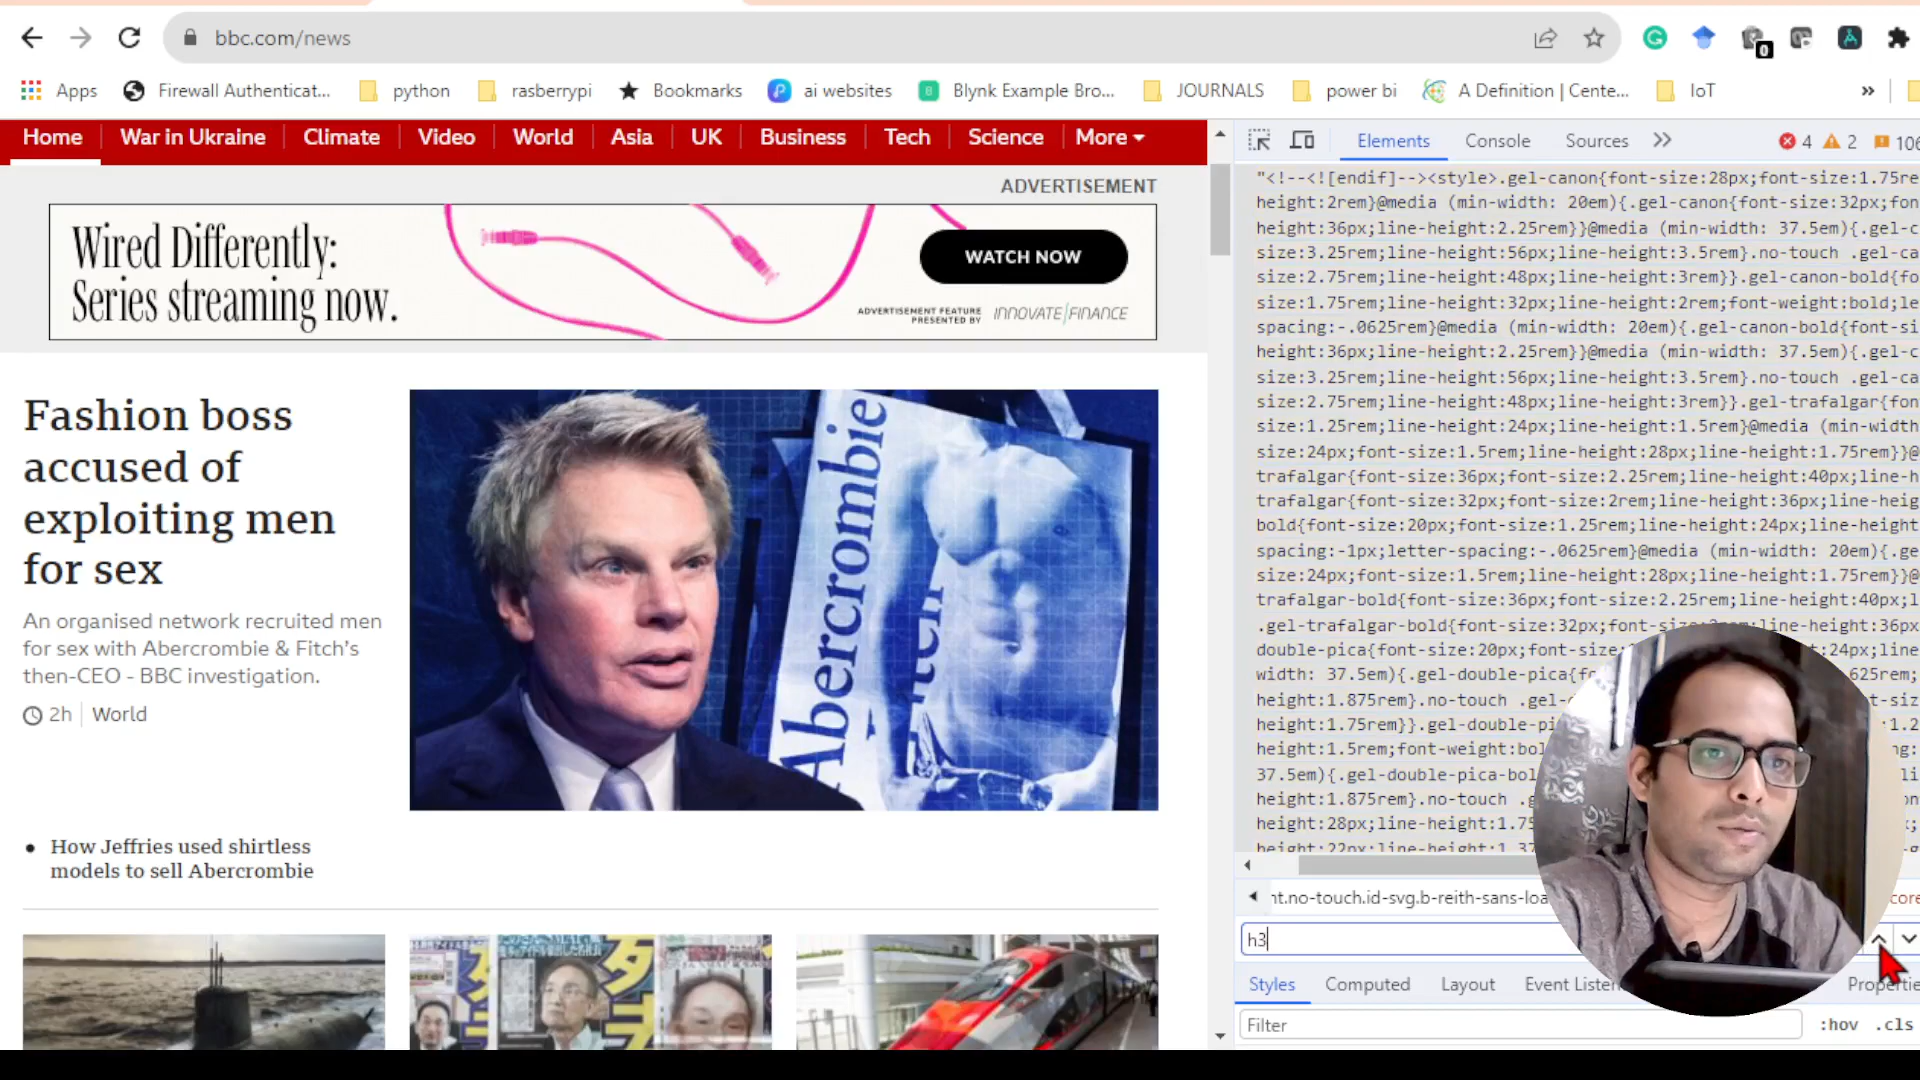 bbc.com/news
0
Apps
Firewall Authenticat...
python
rasberrypi
Bookmarks
ai websites
Blynk Example Bro...
JOURNALS
power bi
A Definition | Cente...
IoT
»
Home
War in Ukraine
Climate
Video
World
Asia
UK
Business
Tech
Science
More
ADVERTISEMENT
Wired Differently:
Series streaming now.
WATCH NOW
ADVERTISEMENT FEATURE
PRESENTED BY
INNOVATE/FINANCE
Fashion boss
accused of
exploiting men
for sex
An organised network recruited men
for sex with Abercrombie & Fitch's
then-CEO - BBC investigation.
2h
World
Abercrombie
How Jeffries used shirtless
models to sell Abercrombie
Elements
Console
Sources
4
2
106
"<!--<![endif]--><style>.gel-canon{font-size:28px;font-size:1.75re
height:2rem}@media (min-width: 20em){.gel-canon{font-size:32px;fon
height:36px;line-height:2.25rem}}@media (min-width: 37.5em){.gel-c
size:3.25rem;line-height:56px;line-height:3.5rem}.no-touch .gel-ca
size:2.75rem;line-height:48px;line-height:3rem}}.gel-canon-bold{fo
size:1.75rem;line-height:32px;line-height:2rem;font-weight:bold;le
spacing:-.0625rem}@media (min-width: 20em){.gel-canon-bold{font-si
height:36px;line-height:2.25rem}}@media (min-width: 37.5em){.gel-c
size:3.25rem;line-height:56px;line-height:3.5rem}.no-touch .gel-ca
size:2.75rem;line-height:48px;line-height:3rem}}.gel-trafalgar{fon
size:1.25rem;line-height:24px;line-height:1.5rem}@media (min-width
size:24px;font-size:1.5rem;line-height:28px;line-height:1.75rem}}@
trafalgar{font-size:36px;font-size:2.25rem;line-height:40px;line-h
trafalgar{font-size:32px;font-size:2rem;line-height:36px;line-heig
bold{font-size:20px;font-size:1.25rem;line-height:24px;line-height
spacing:-1px;letter-spacing:-.0625rem}@media (min-width: 20em){.ge
size:24px;font-size:1.5rem;line-height:28px;line-height:1.75rem}}@
trafalgar-bold{font-size:36px;font-size:2.25rem;line-height:40px;l
.gel-trafalgar-bold{font-size:32px;
double-pica{font-size:20px;font-size:1
width: 37.5em){.gel-double-pica{fo
height:1.875rem}.no-touch .gel-
height:1.75rem}}.gel-double-pi
height:1.5rem;font-weight:bo
37.5em){.gel-double-pica-bol
height:1.875rem}.no-touch .
height:28px;line-height:1.75
height:22px;line-height:1.37
nt.no-touch.id-svg.b-reith-sans-loa
core
h3
Styles
Computed
Layout
Event Listen
Propertie
Filter
:hov
.cls